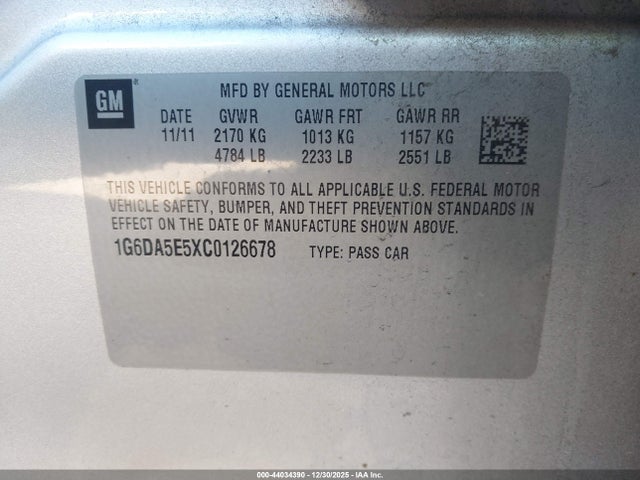 GM
MFD BY GENERAL MOTORS LLC
DATE GVWR GAWR FRT GAWR RR
11/11 2170 KG 1013 KG 1157 KG
4784 LB 2233 LB 2551 LB
THIS VEHICLE CONFORMS TO ALL APPLICABLE U.S. FEDERAL MOTOR
VEHICLE SAFETY, BUMPER, AND THEFT PREVENTION STANDARDS IN
EFFECT ON THE DATE OF MANUFACTURE SHOWN ABOVE.
1G6DA5E5XC0126678 TYPE: PASS CAR
000-44034390 - 12/30/2025 - IAA Inc.